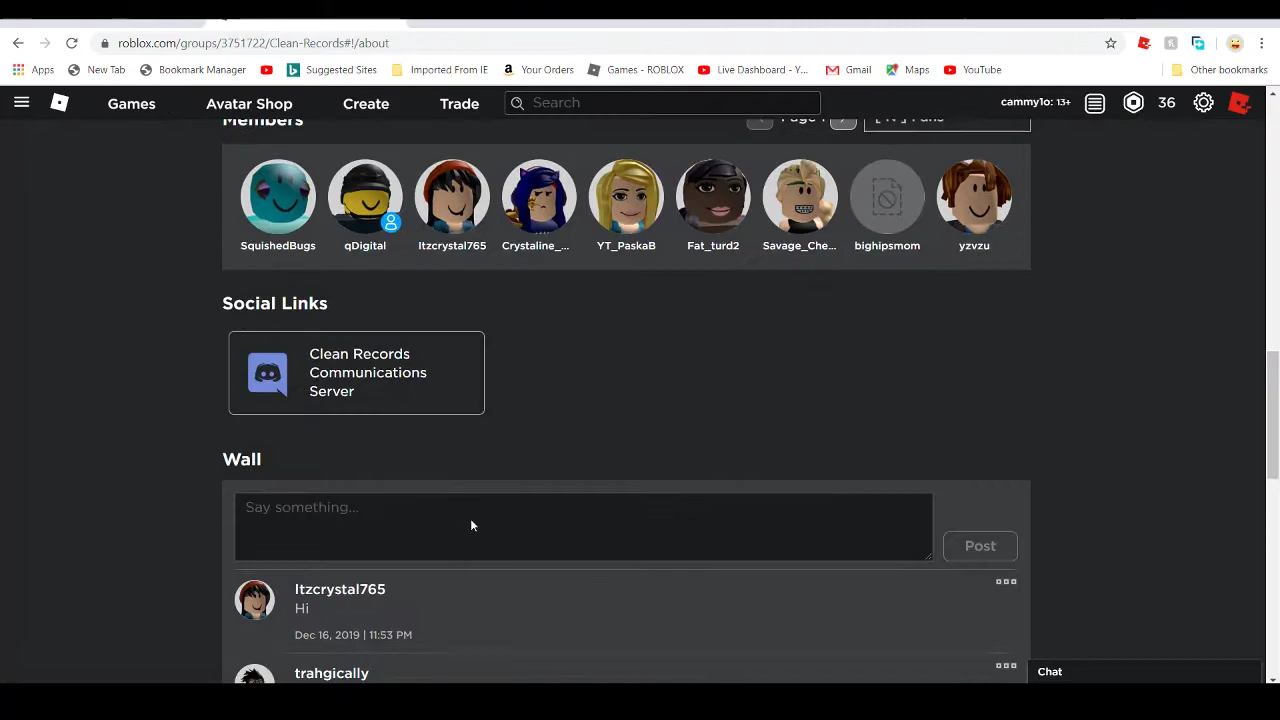 roblox.com/groups/3751722/Clean-Records#!/about
Apps New Tab Bookmark Manager Suggested Sites Imported From IE Your Orders Games - ROBLOX Live Dashboard - Y... Gmail Maps YouTube Other bookmarks
Games Avatar Shop Create Trade Search cammy1o: 13+ 36
Members Page 1
SquishedBugs qDigital Itzcrystal765 Crystaline_... YT_PaskaB Fat_turd2 Savage_Che... bighipsmom yzvzu
Social Links
Clean Records
Communications
Server
Wall
Say something...
Post
Itzcrystal765
Hi
Dec 16, 2019 | 11:53 PM
trahgically
Chat